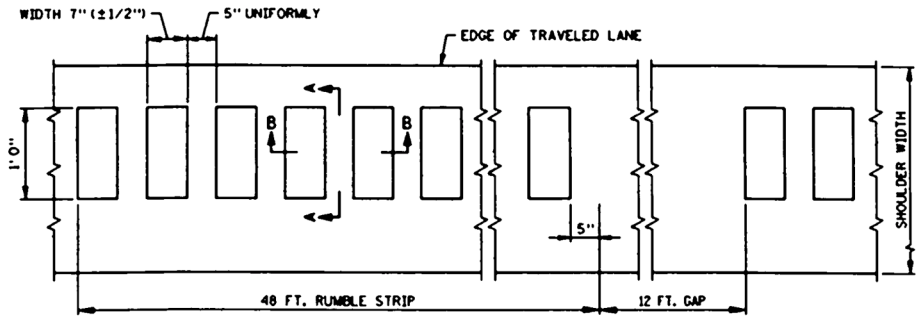 WIDTH 7" (±1/2")
5" UNIFORMLY
EDGE OF TRAVELED LANE
A
B
B
1'0"
A
5"
SHOULDER WIDTH
48 FT. RUMBLE STRIP
12 FT. GAP